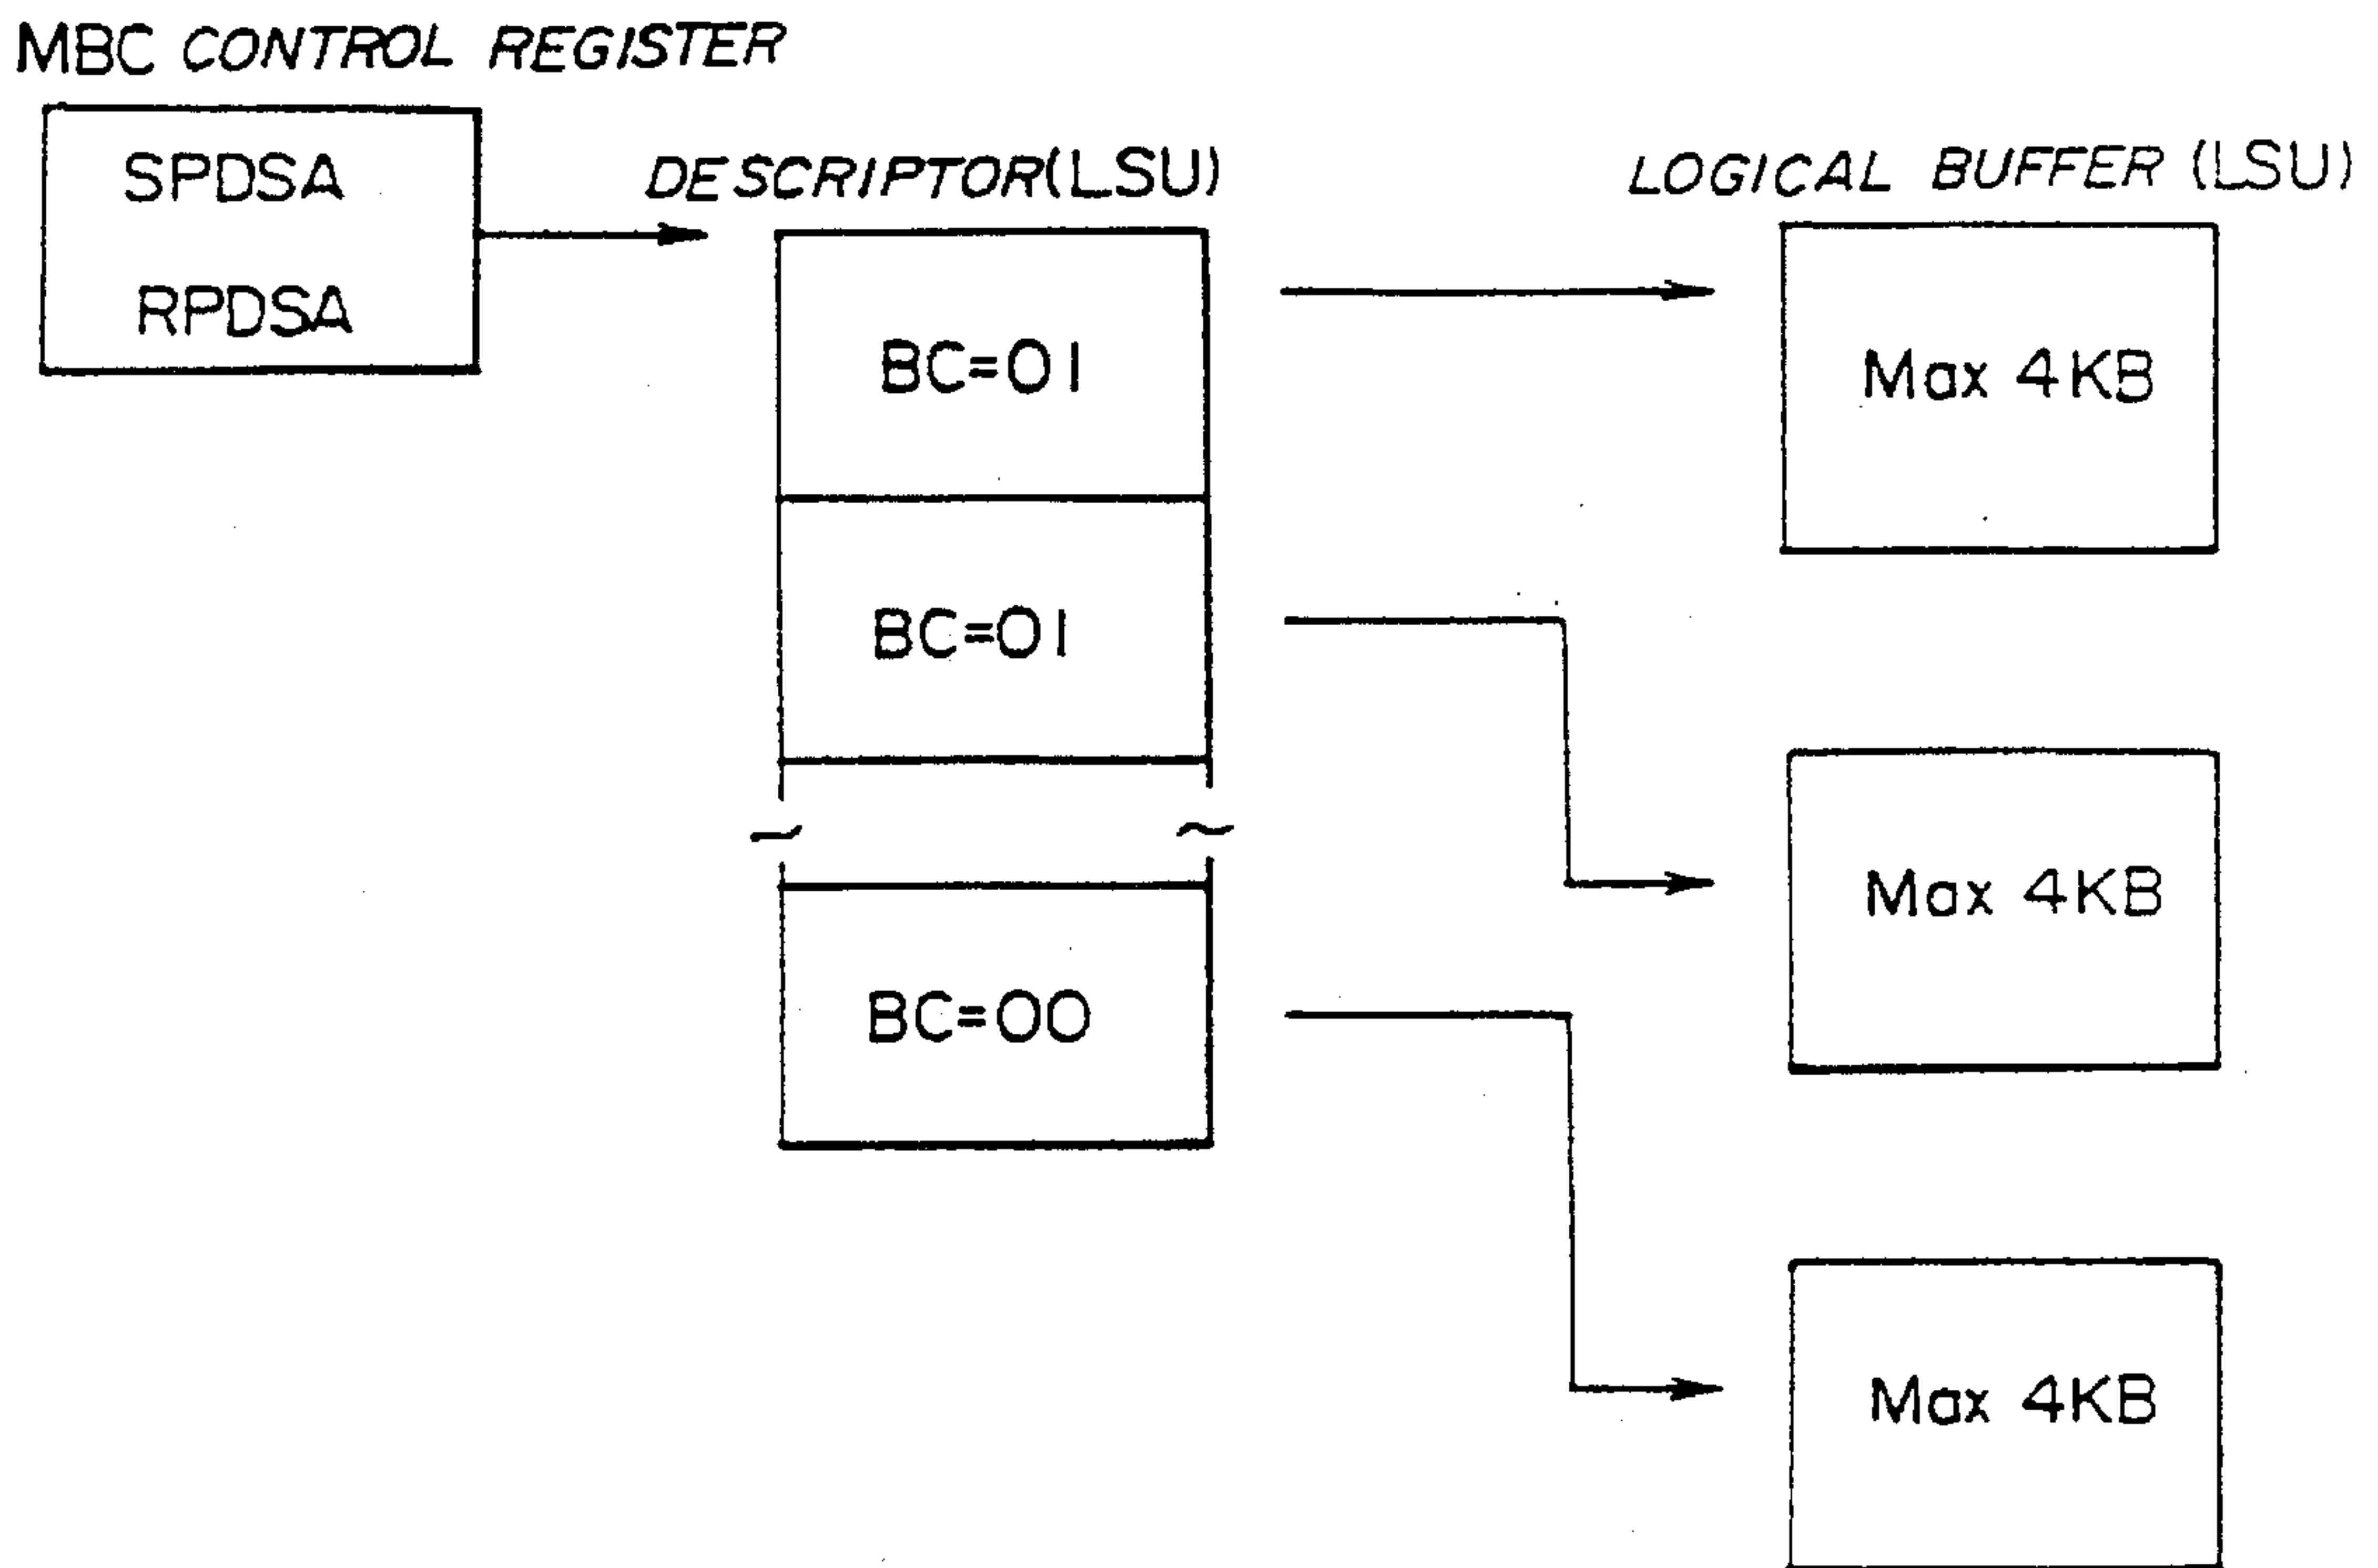 MBC CONTROL REGISTER
SPDSA
RPDSA
DESCRIPTOR(LSU)
BC=01
BC=01
BC=00
LOGICAL BUFFER (LSU)
Max 4KB
Max 4KB
Max 4KB